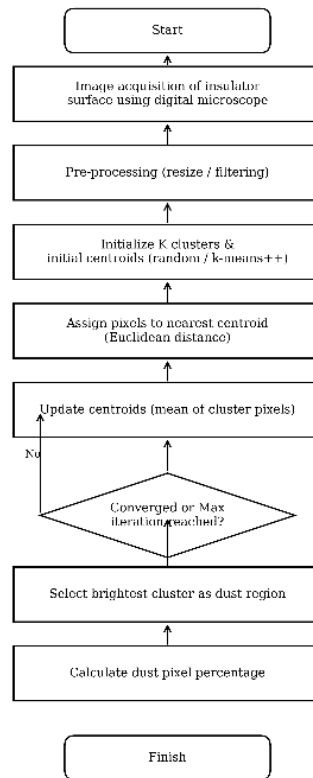 Start
Image acquisition of insulator
surface using digital microscope
Pre-processing (resize / filtering)
Initialize K clusters &
initial centroids (random / k-means++)
Assign pixels to nearest centroid
(Euclidean distance)
Update centroids (mean of cluster pixels)
No
Converged or Max
iteration reached?
Select brightest cluster as dust region
Calculate dust pixel percentage
Finish